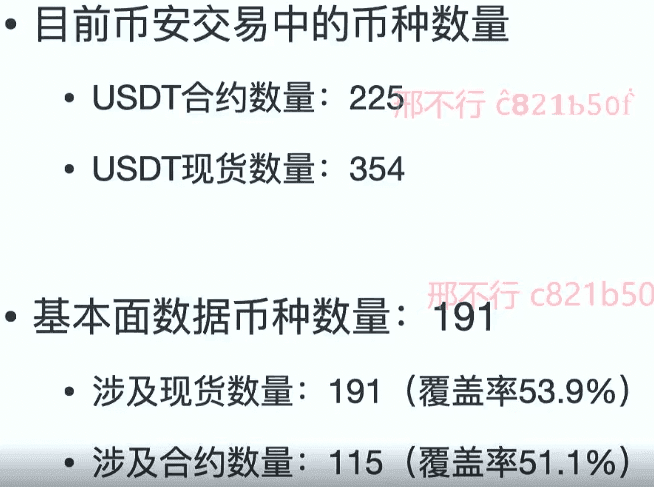 • 目前币安交易中的币种数量
• USDT合约数量：225
邢不行 c821b50f
• USDT现货数量：354
邢不行 c821b50
• 基本面数据币种数量：191
• 涉及现货数量：191（覆盖率53.9%）
• 涉及合约数量：115（覆盖率51.1%）